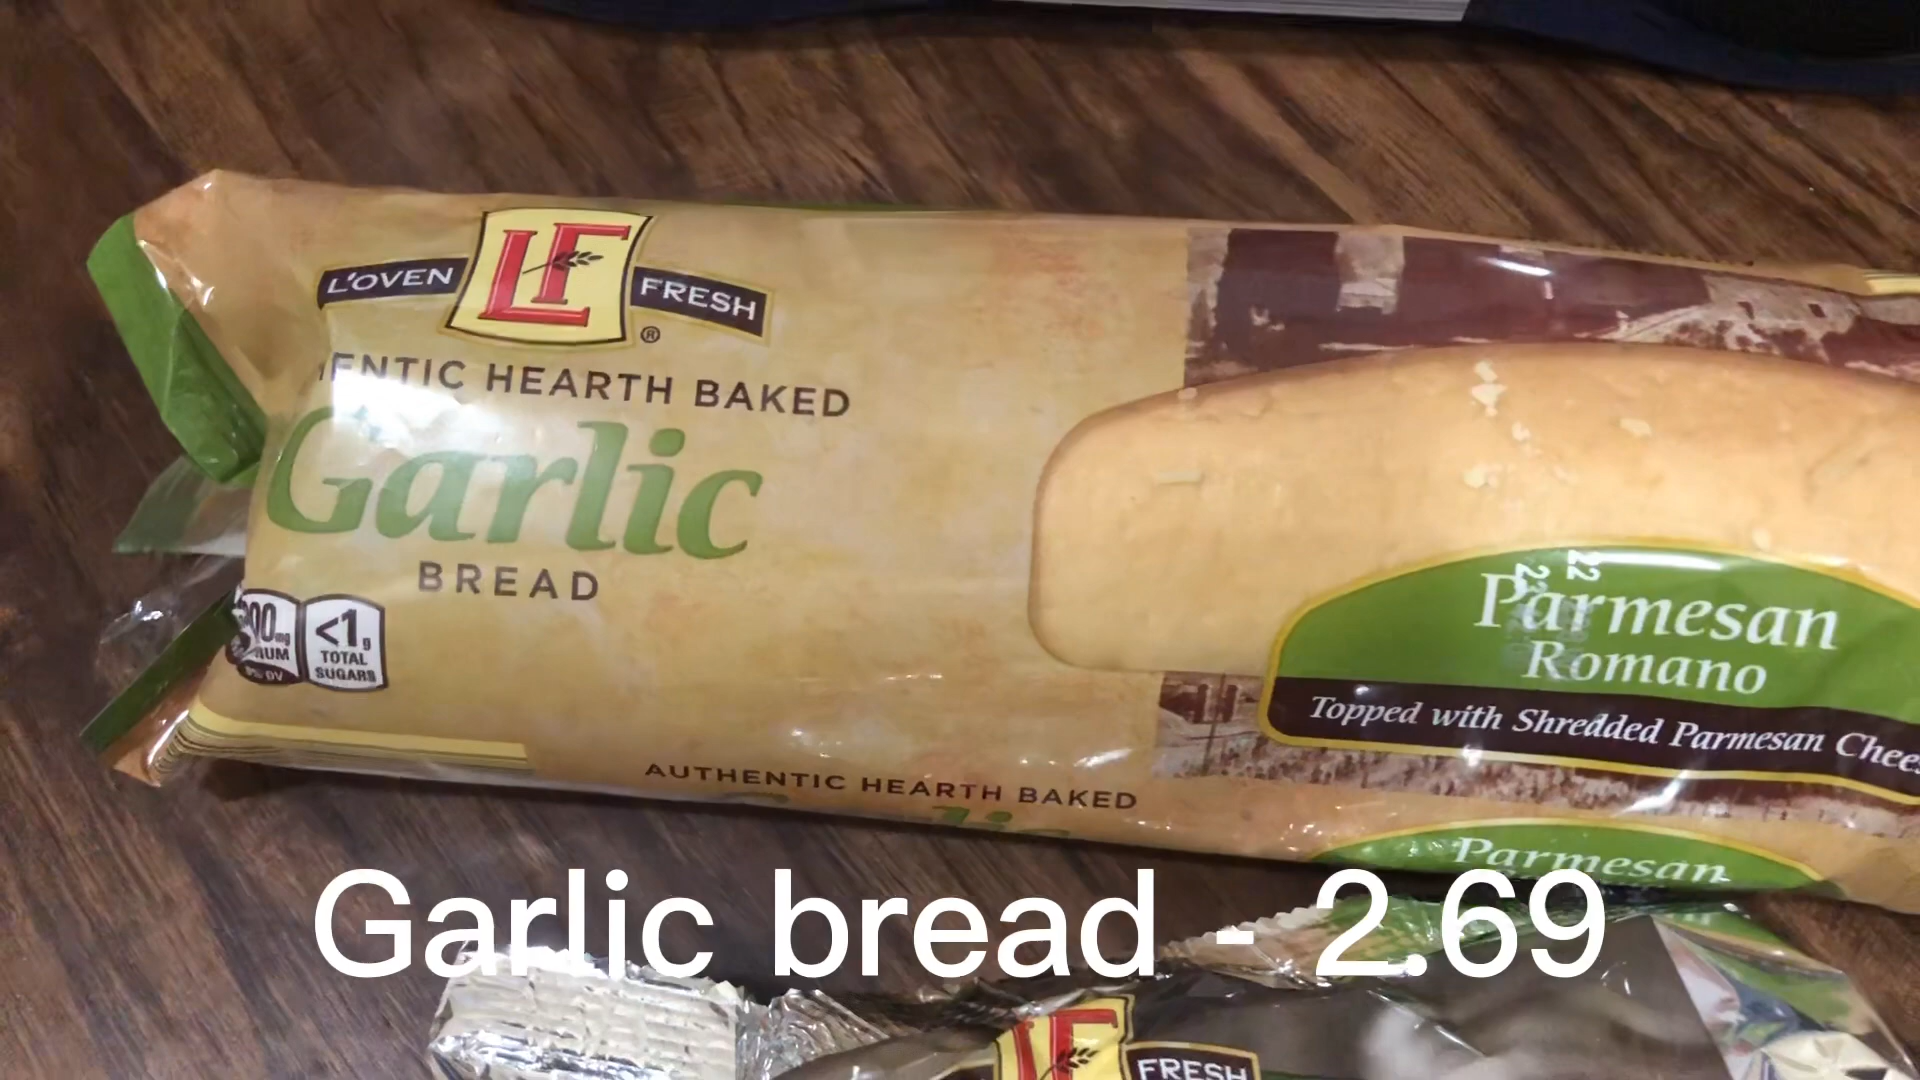 L'OVEN LF FRESH
®
HEARTH BAKED
Garlic
BREAD
<1g
TOTAL
SUGARS
Parmesan
Romano
Topped with Shredded Parmesan
AUTHENTIC HEARTH BAKED
Parmesan
Garlic bread - 2.69
LF FRESH